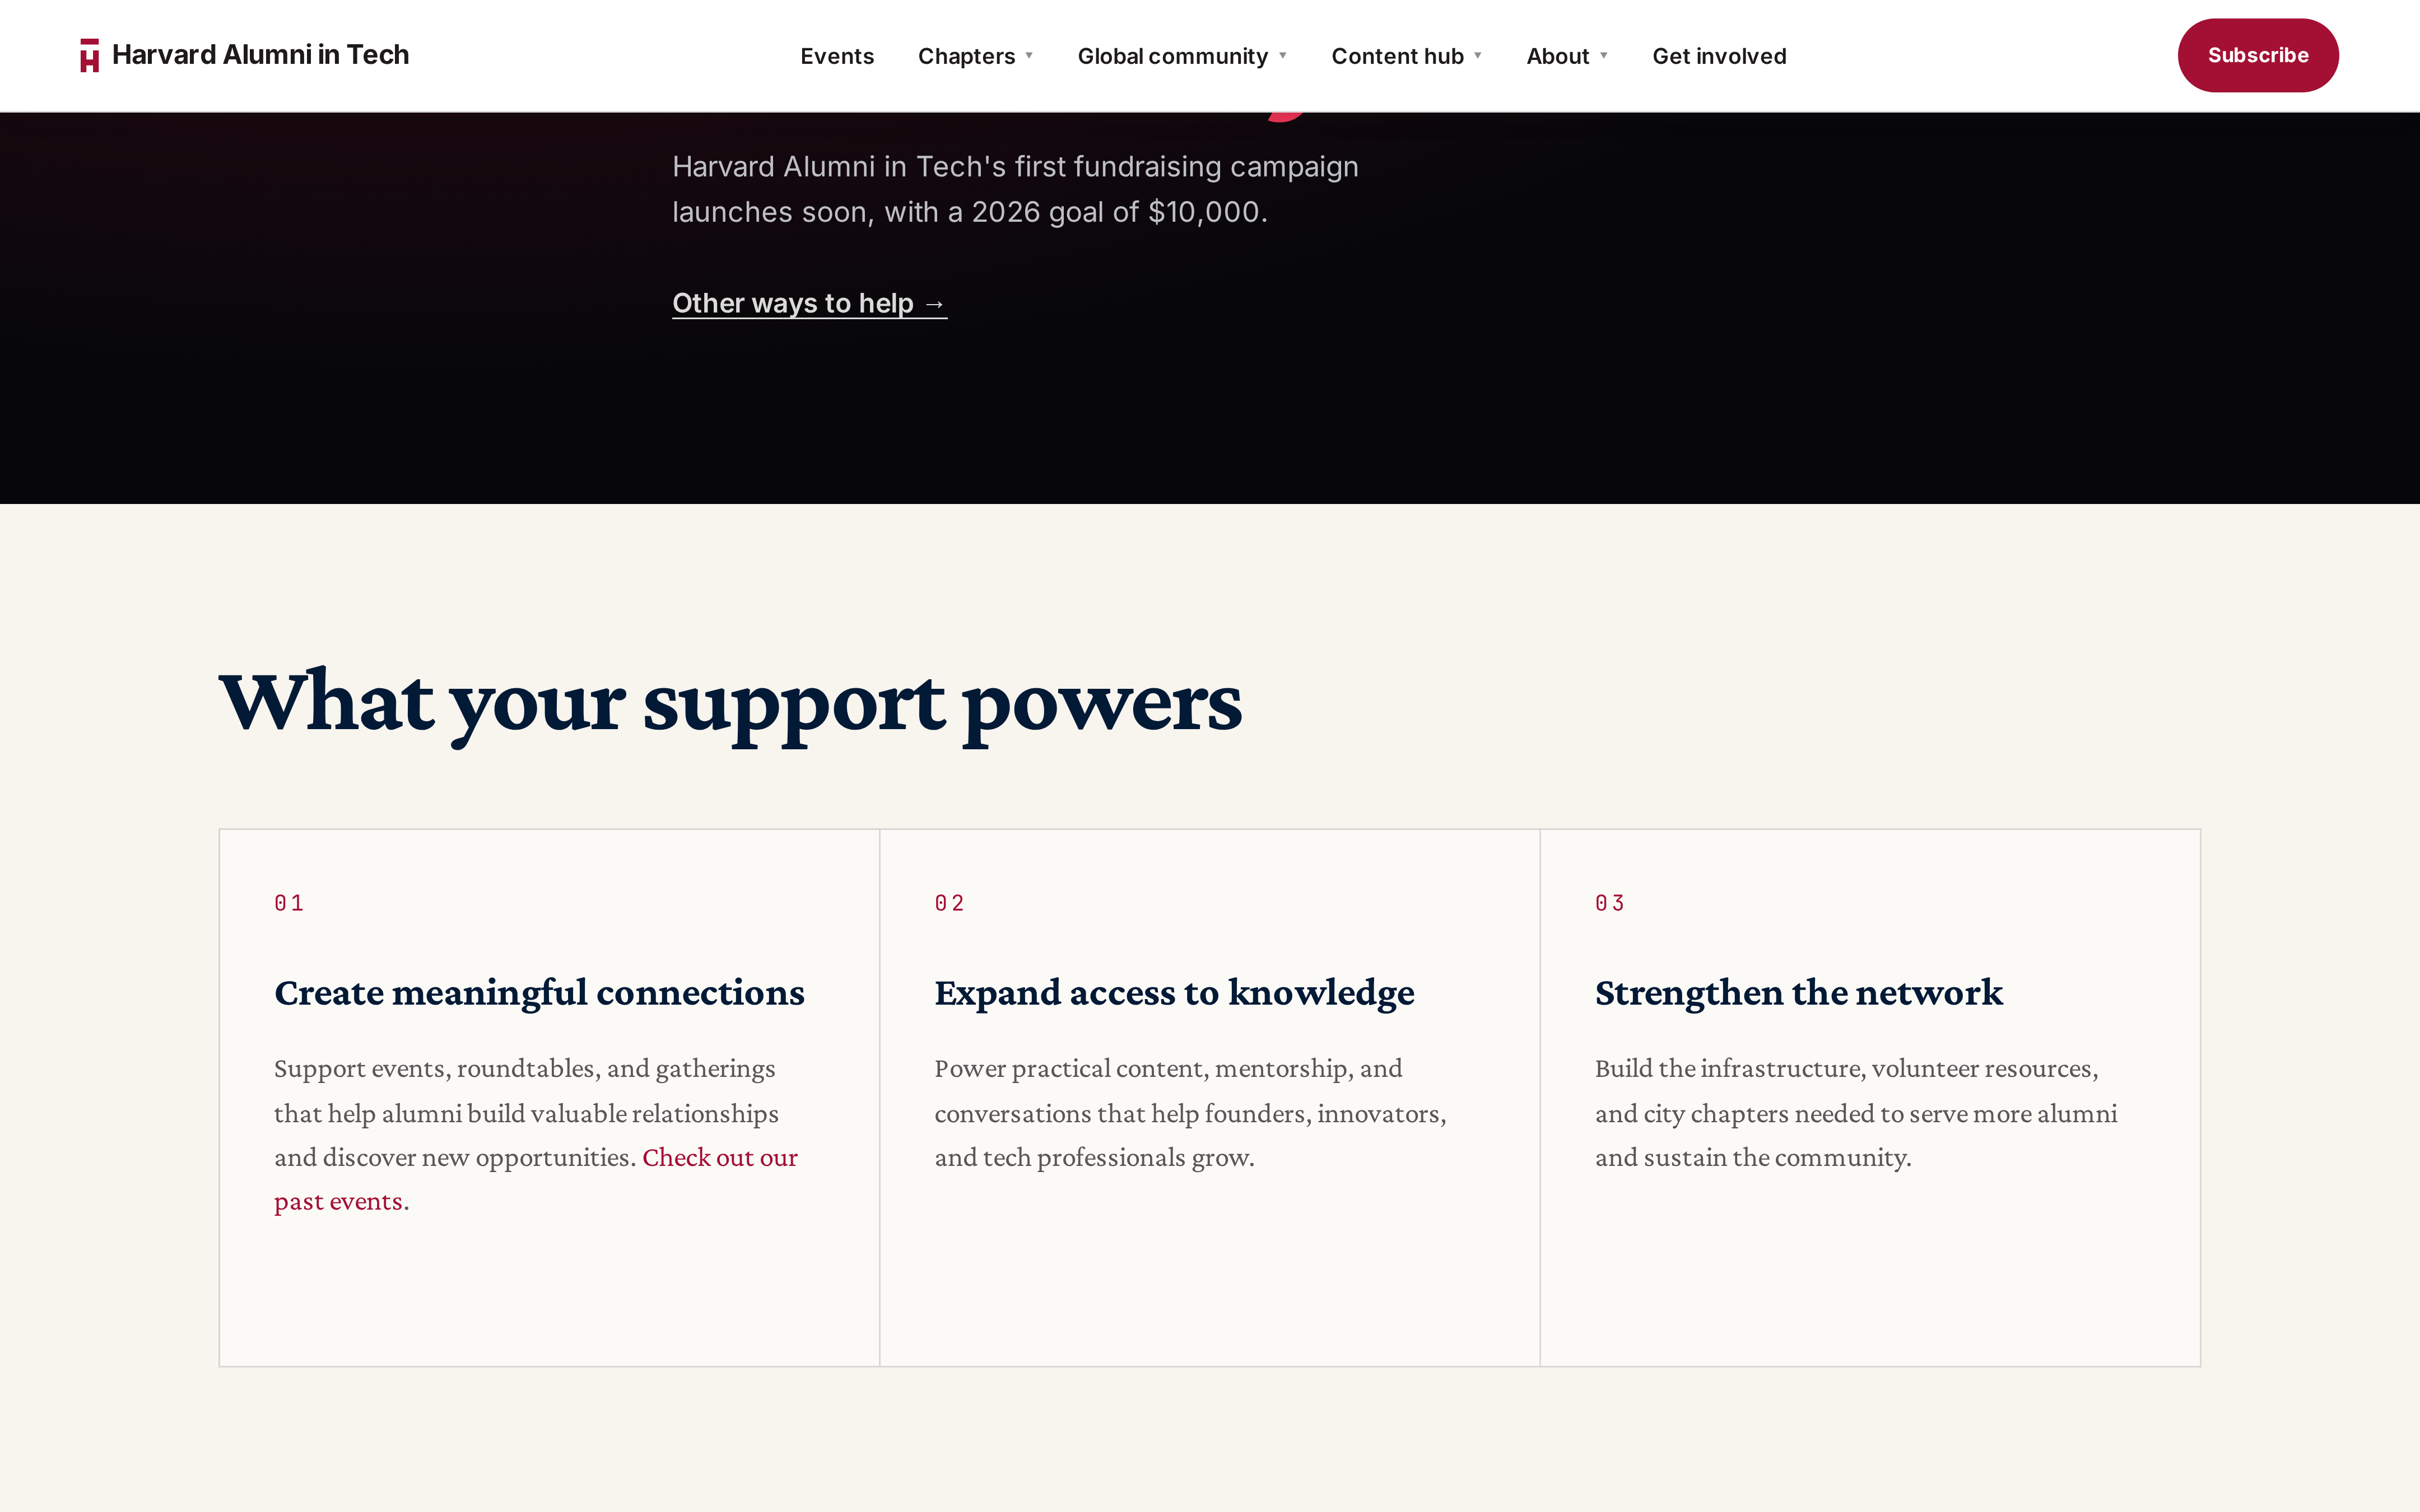 Harvard Alumni in Tech
Events
Chapters ▼
Global community ▼
Content hub ▼
About ▼
Get involved
Subscribe
Harvard Alumni in Tech's first fundraising campaign
launches soon, with a 2026 goal of $10,000.
Other ways to help →
What your support powers
01
Create meaningful connections
Support events, roundtables, and gatherings
that help alumni build valuable relationships
and discover new opportunities. Check out our
past events.
02
Expand access to knowledge
Power practical content, mentorship, and
conversations that help founders, innovators,
and tech professionals grow.
03
Strengthen the network
Build the infrastructure, volunteer resources,
and city chapters needed to serve more alumni
and sustain the community.